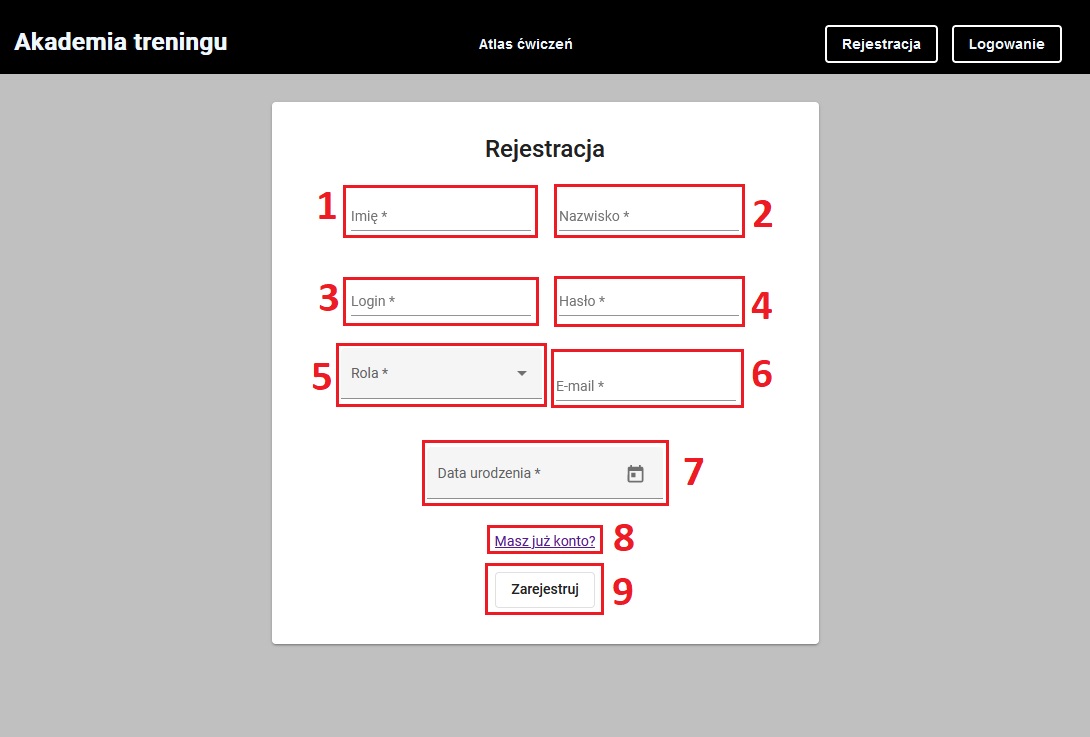 Akademia treningu
Atlas ćwiczeń
Rejestracja
Logowanie
Rejestracja
1 Imię * Nazwisko * 2
3 Login * Hasło * 4
5 Rola * E-mail * 6
Data urodzenia * 7
Masz już konto? 8
Zarejestruj 9